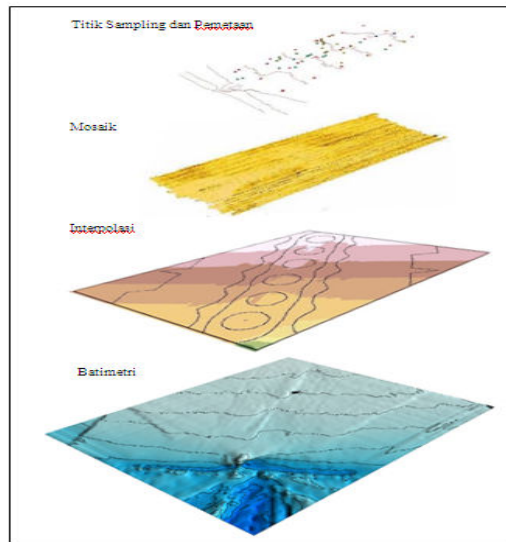 Titik Sampling dan Pemetaan
Mosaik
Interpolasi
Batimetri